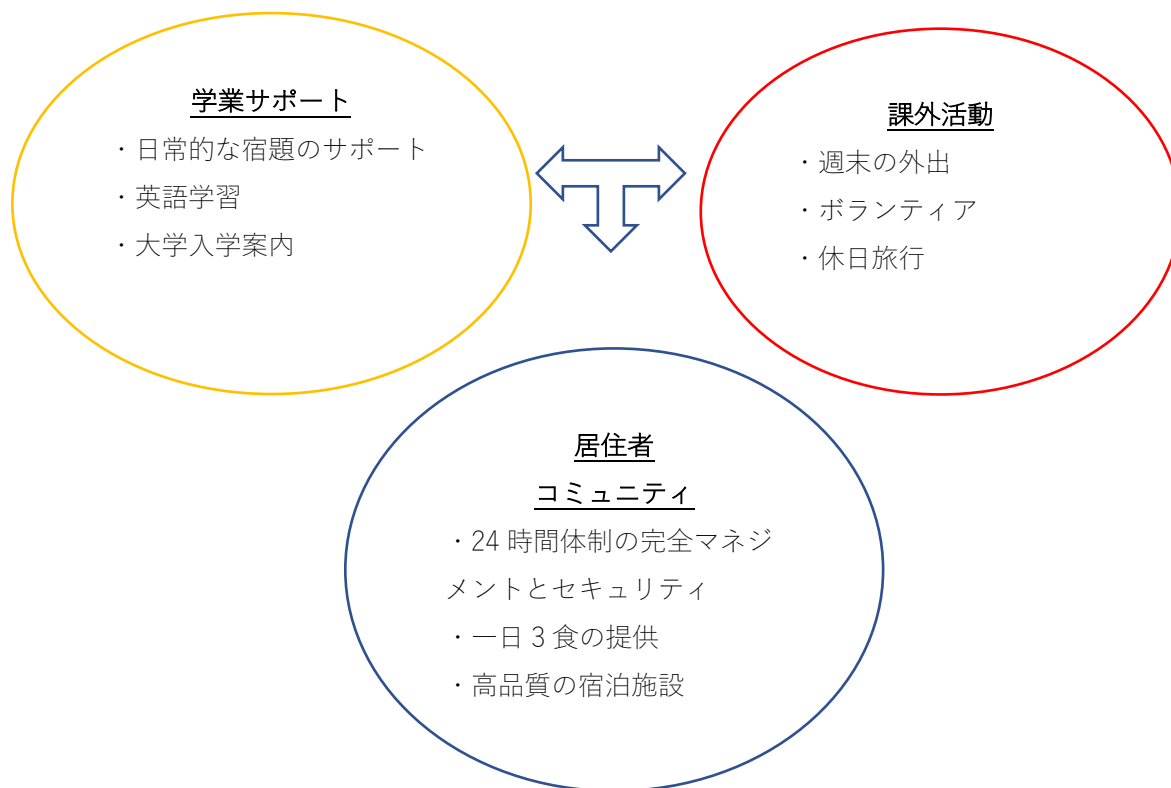 学業サポート
・日常的な宿題のサポート
・英語学習
・大学入学案内
課外活動
・週末の外出
・ボランティア
・休日旅行
居住者
コミュニティ
・24 時間体制の完全マネジ
メントとセキュリティ
・一日 3 食の提供
・高品質の宿泊施設